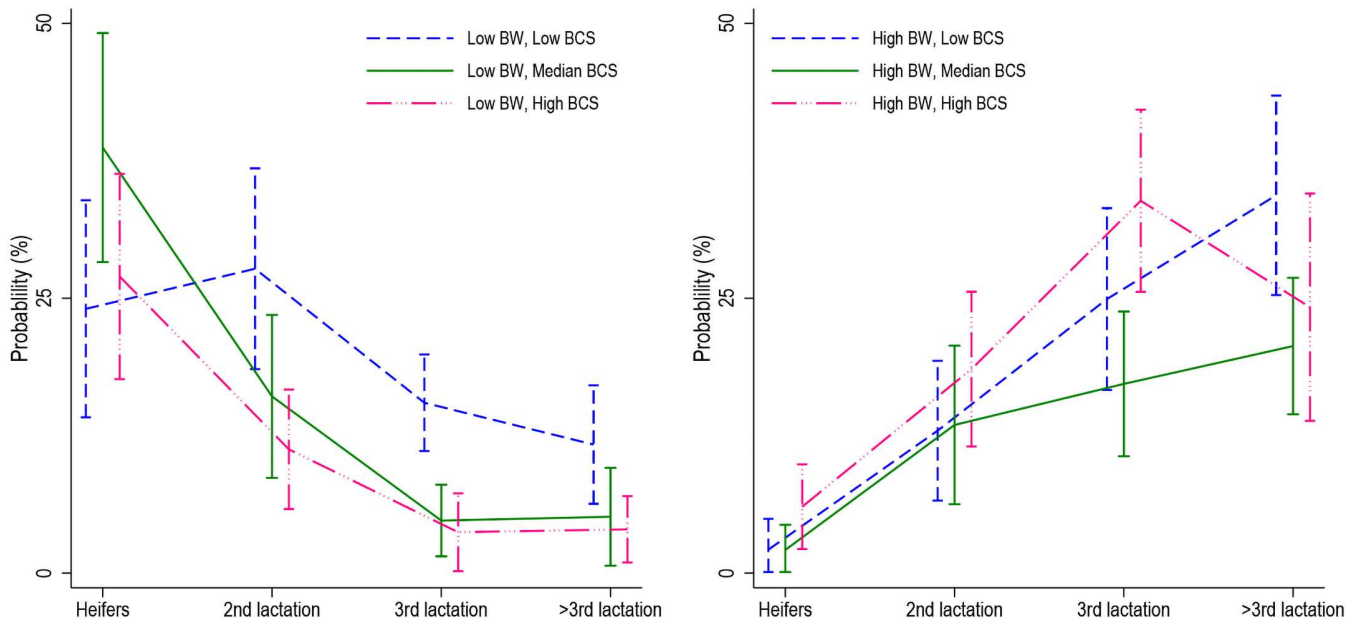 Probablility (%)
50
25
0
Low BW, Low BCS
Low BW, Median BCS
Low BW, High BCS
Heifers
2nd lactation
3rd lactation
>3rd lactation
Probablility (%)
50
25
0
High BW, Low BCS
High BW, Median BCS
High BW, High BCS
Heifers
2nd lactation
3rd lactation
>3rd lactation